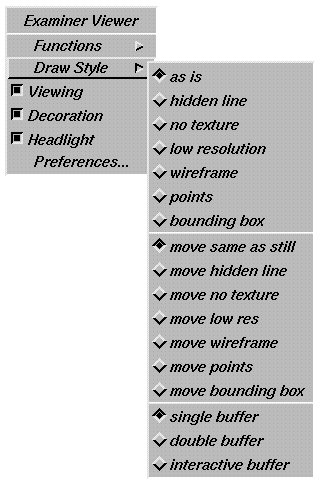 Examiner Viewer
Functions
Draw Style
Viewing
Decoration
Headlight
Preferences...
as is
hidden line
no texture
low resolution
wireframe
points
bounding box
move same as still
move hidden line
move no texture
move low res
move wireframe
move points
move bounding box
single buffer
double buffer
interactive buffer